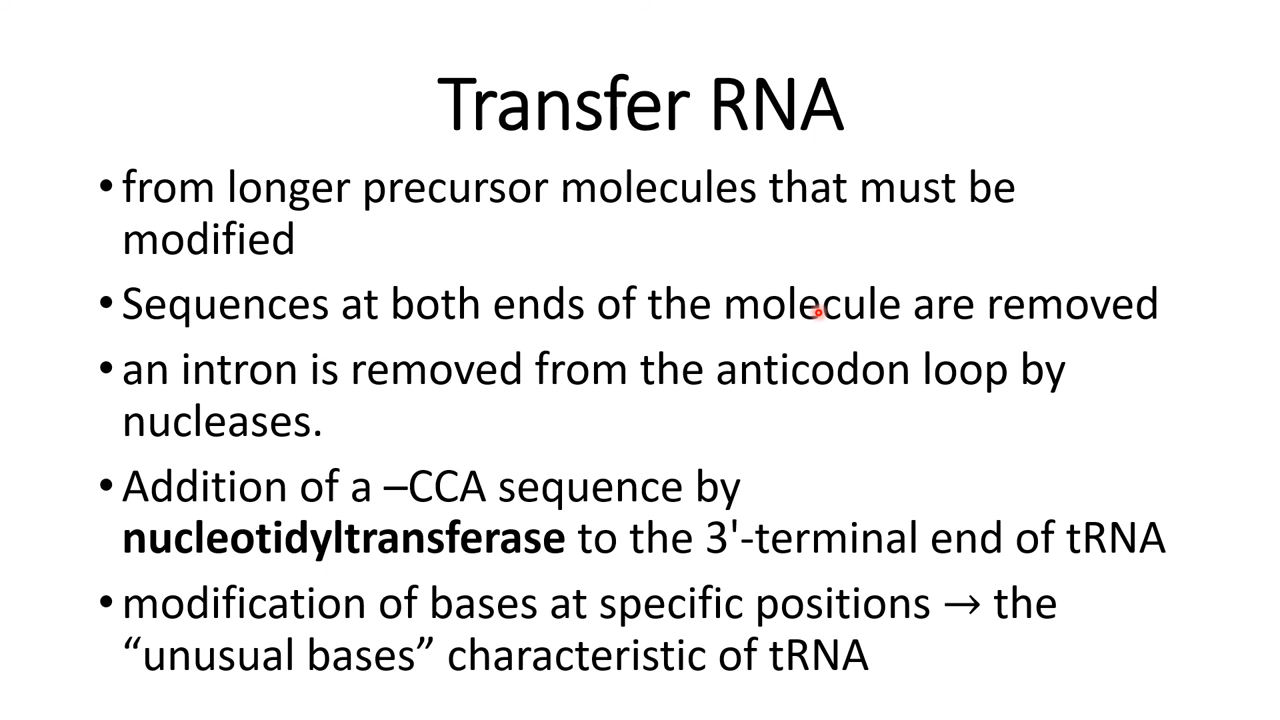 Transfer RNA
• from longer precursor molecules that must be
modified
• Sequences at both ends of the molecule are removed
• an intron is removed from the anticodon loop by
nucleases.
• Addition of a –CCA sequence by
nucleotidyltransferase to the 3'-terminal end of tRNA
• modification of bases at specific positions → the
“unusual bases” characteristic of tRNA